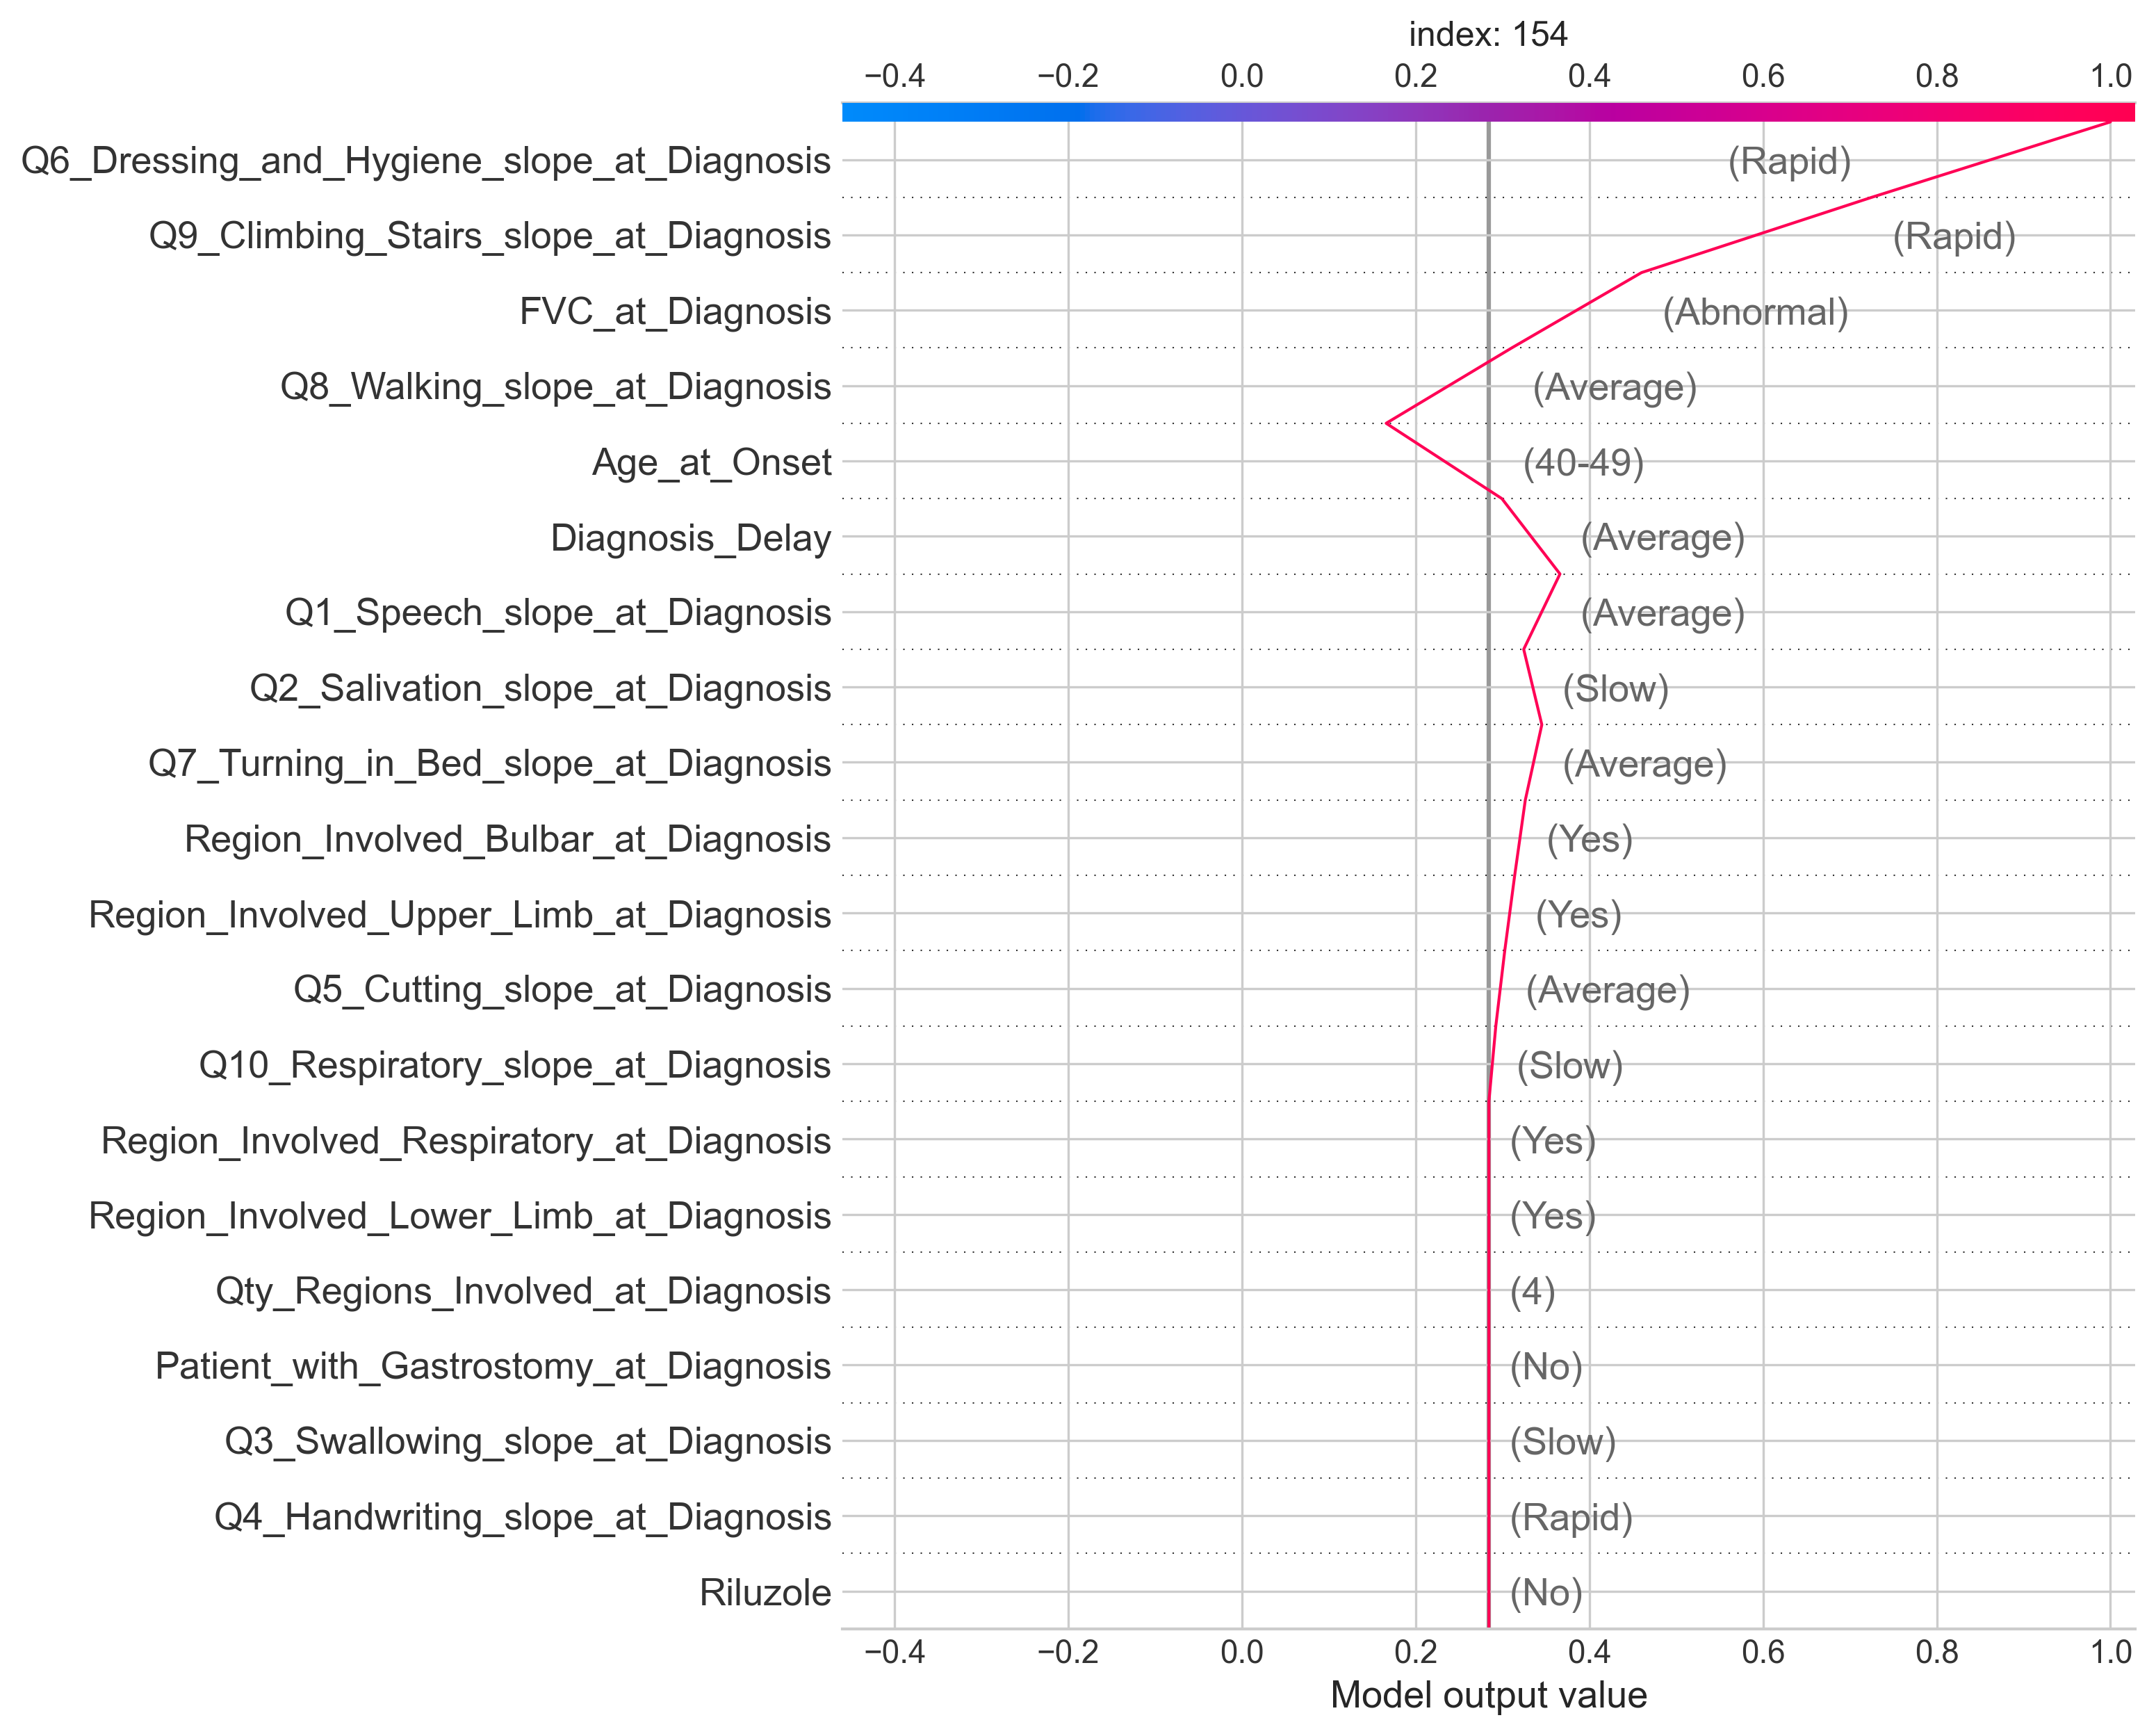 index: 154
−0.4 −0.2 0.0 0.2 0.4 0.6 0.8 1.0
Q6_Dressing_and_Hygiene_slope_at_Diagnosis (Rapid)
Q9_Climbing_Stairs_slope_at_Diagnosis (Rapid)
FVC_at_Diagnosis (Abnormal)
Q8_Walking_slope_at_Diagnosis (Average)
Age_at_Onset (40-49)
Diagnosis_Delay (Average)
Q1_Speech_slope_at_Diagnosis (Average)
Q2_Salivation_slope_at_Diagnosis (Slow)
Q7_Turning_in_Bed_slope_at_Diagnosis (Average)
Region_Involved_Bulbar_at_Diagnosis (Yes)
Region_Involved_Upper_Limb_at_Diagnosis (Yes)
Q5_Cutting_slope_at_Diagnosis (Average)
Q10_Respiratory_slope_at_Diagnosis (Slow)
Region_Involved_Respiratory_at_Diagnosis (Yes)
Region_Involved_Lower_Limb_at_Diagnosis (Yes)
Qty_Regions_Involved_at_Diagnosis (4)
Patient_with_Gastrostomy_at_Diagnosis (No)
Q3_Swallowing_slope_at_Diagnosis (Slow)
Q4_Handwriting_slope_at_Diagnosis (Rapid)
Riluzole (No)
−0.4 −0.2 0.0 0.2 0.4 0.6 0.8 1.0
Model output value